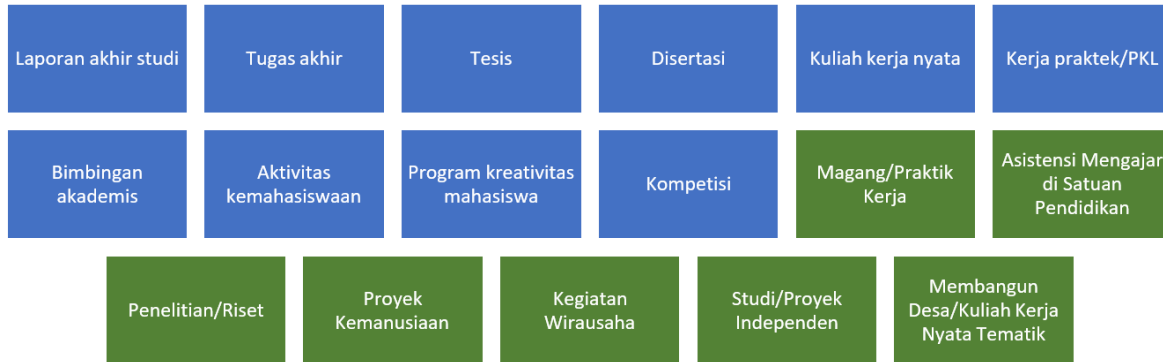 Laporan akhir studi
Tugas akhir
Tesis
Disertasi
Kuliah kerja nyata
Kerja praktek/PKL
Bimbingan
akademis
Aktivitas
kemahasiswaan
Program kreativitas
mahasiswa
Kompetisi
Magang/Praktik
Kerja
Asistensi Mengajar
di Satuan
Pendidikan
Penelitian/Riset
Proyek
Kemanusiaan
Kegiatan
Wirausaha
Studi/Proyek
Independen
Membangun
Desa/Kuliah Kerja
Nyata Tematik